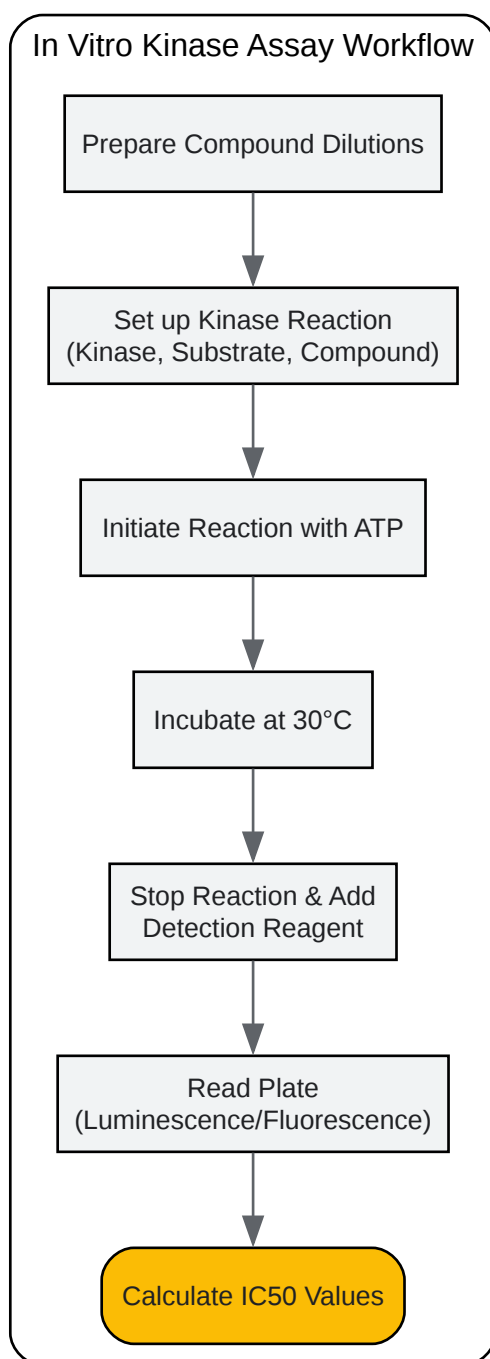 In Vitro Kinase Assay Workflow
Prepare Compound Dilutions
Set up Kinase Reaction
(Kinase, Substrate, Compound)
Initiate Reaction with ATP
Incubate at 30°C
Stop Reaction & Add
Detection Reagent
Read Plate
(Luminescence/Fluorescence)
Calculate IC50 Values